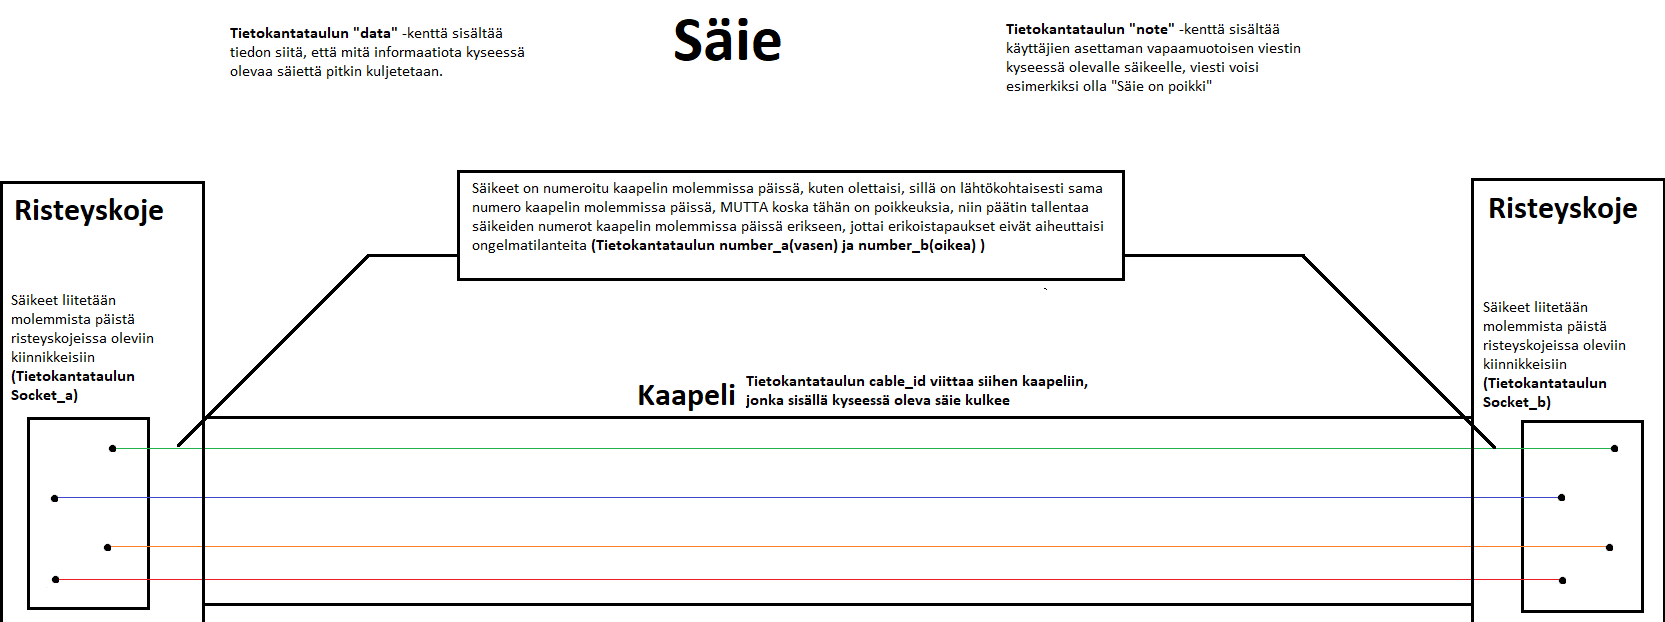 Säie
Tietokantataulun "data" -kenttä sisältää
tiedon siitä, että mitä informaatiota kyseessä
olevaa säiettä pitkin kuljetetaan.
Tietokantataulun "note" -kenttä sisältää
käyttäjien asettaman vapaamuotoisen viestin
kyseessä olevalle säikeelle, viesti voisi
esimerkiksi olla "Säie on poikki"
Säikeet on numeroitu kaapelin molemmissa päissä, kuten olettaisi, sillä on lähtökohtaisesti sama
numero kaapelin molemmissa päissä, MUTTA koska tähän on poikkeuksia, niin päätin tallentaa
säikeiden numerot kaapelin molemmissa päissä erikseen, jottai erikoistapaukset eivät aiheuttaisi
ongelmatilanteita (Tietokantataulun number_a(vasen) ja number_b(oikea) )
Risteyskoje
Säikeet liitetään
molemmista päistä
risteyskojeissa oleviin
kiinnikkeisiin
(Tietokantataulun
Socket_a)
Kaapeli
Tietokantataulun cable_id viittaa siihen kaapeliin,
jonka sisällä kyseessä oleva säie kulkee
Risteyskoje
Säikeet liitetään
molemmista päistä
risteyskojeissa oleviin
kiinnikkeisiin
(Tietokantataulun
Socket_b)